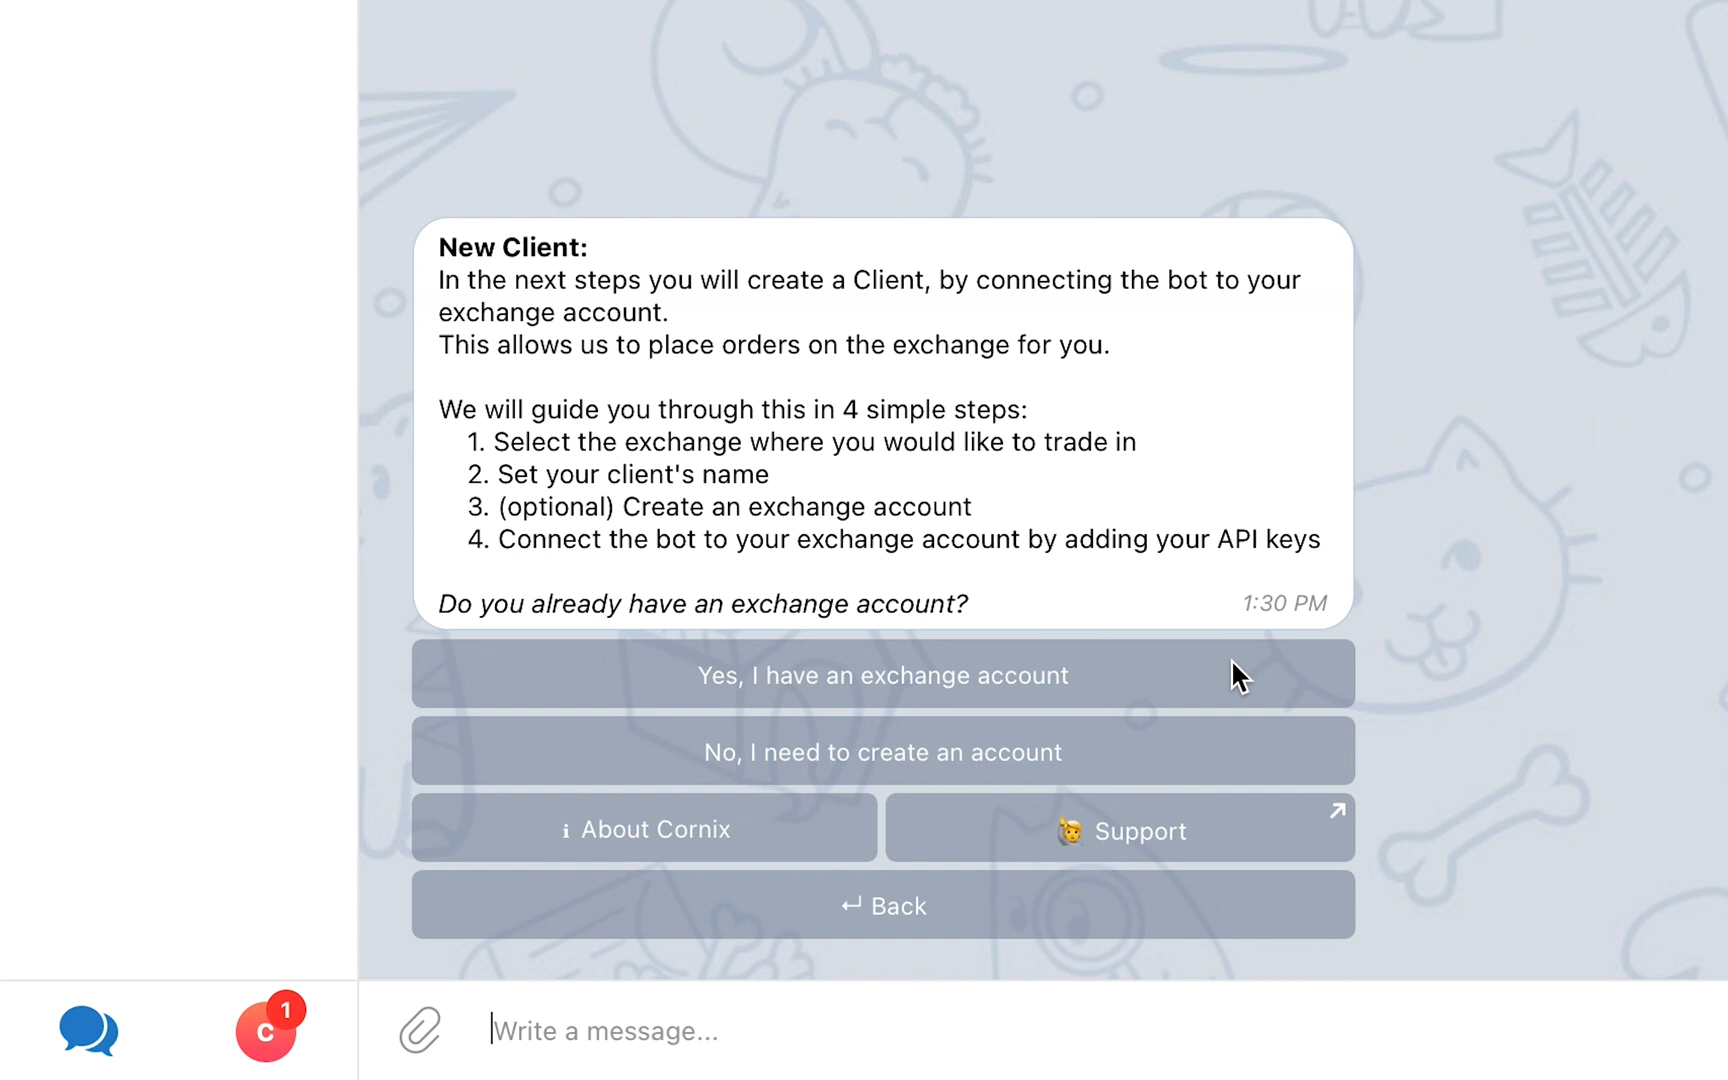 New Client:
In the next steps you will create a Client, by connecting the bot to your
exchange account.
This allows us to place orders on the exchange for you.
We will guide you through this in 4 simple steps:
1. Select the exchange where you would like to trade in
2. Set your client's name
3. (optional) Create an exchange account
4. Connect the bot to your exchange account by adding your API keys
Do you already have an exchange account?
1:30 PM
Yes, I have an exchange account
No, I need to create an account
i About Cornix
Support
Back
C
1
Write a message...